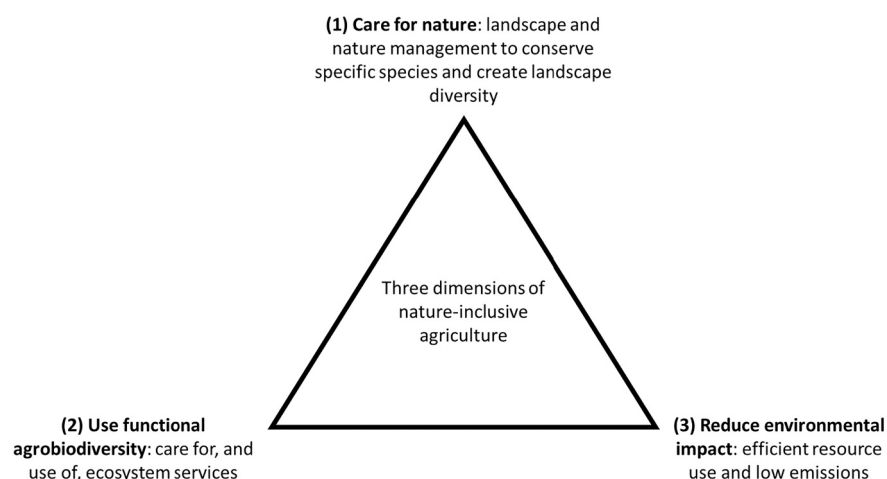 (1) Care for nature: landscape and
nature management to conserve
specific species and create landscape
diversity
Three dimensions of
nature-inclusive
agriculture
(2) Use functional
agrobiodiversity: care for, and
use of, ecosystem services
(3) Reduce environmental
impact: efficient resource
use and low emissions